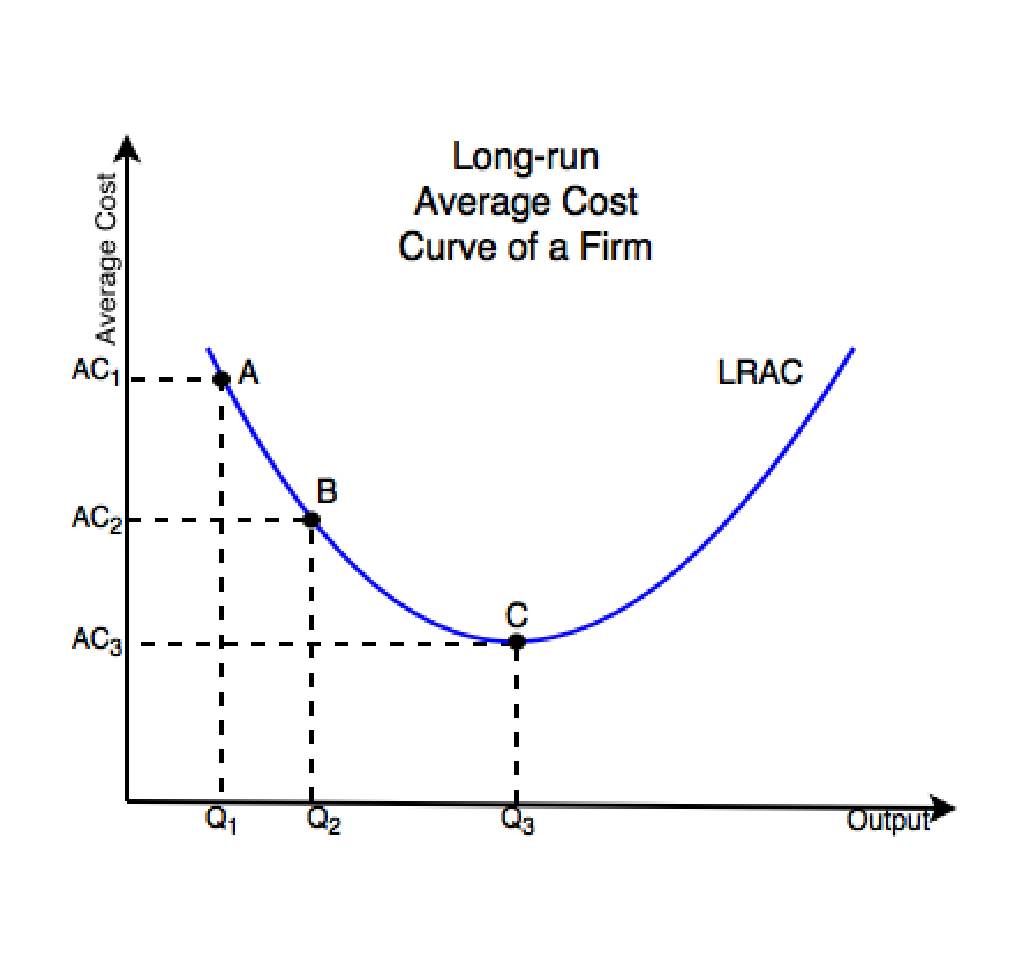 Long-run
Average Cost
Curve of a Firm
Average Cost
AC₁
A
LRAC
B
AC₂
C
AC₃
Q₁
Q₂
Q₃
Output